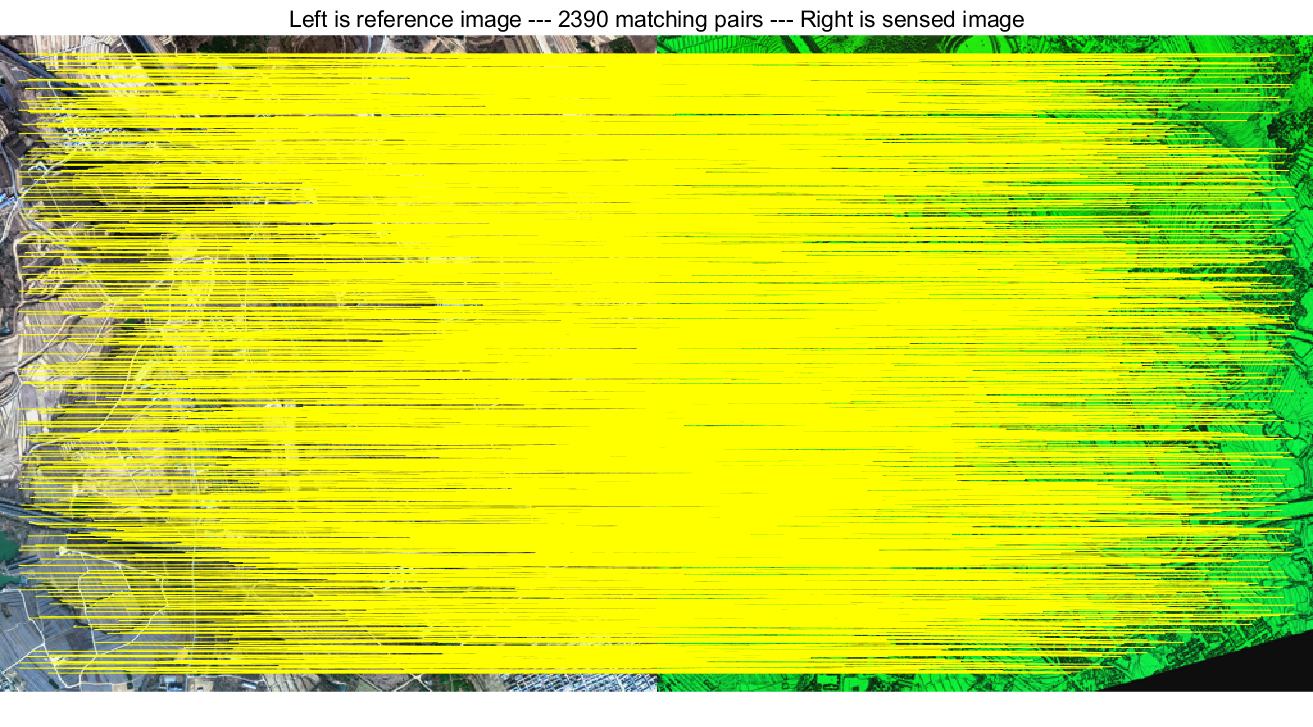 Left is reference image --- 2390 matching pairs --- Right is sensed image